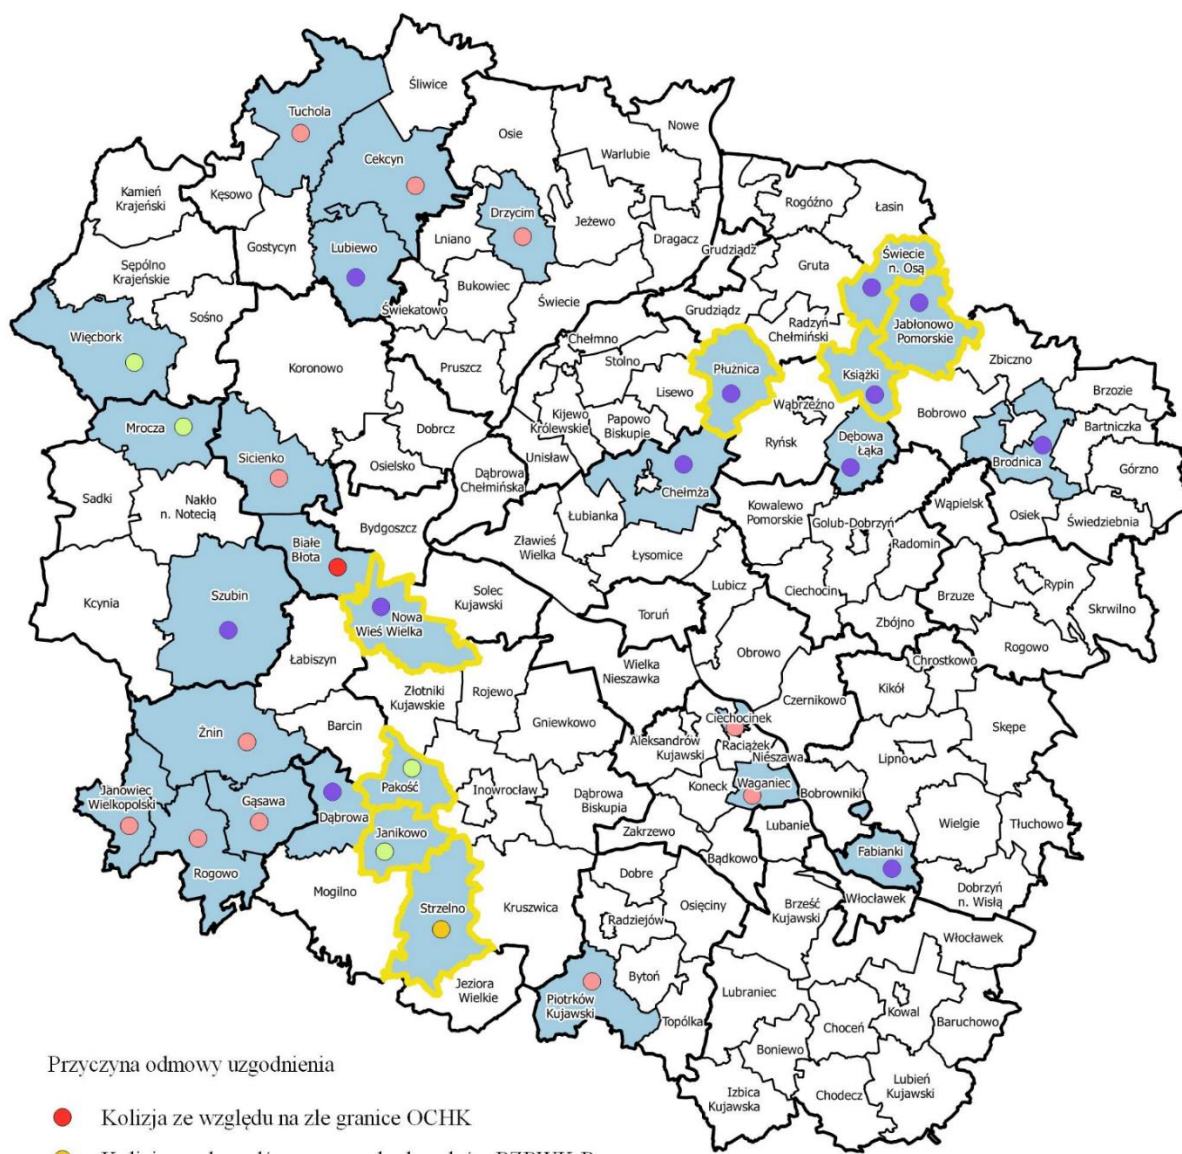 Śliwice
Tuchola
Osie
Nowe
Warlubie
Cekcyn
Kamień
Krajeński
Kęsowo
Rogóźno
Łasin
Drzycim
Jeżewo
Gostycyn
Lubiewo
Lniano
Dragacz
Grudziądz
Świecie
n. Osą
Sępólno
Krajeńskie
Gruta
Bukowiec
Świecie
Świekatowo
Sośno
Grudziądz
Radzyń
Chełmiński
Jabłonowo
Pomorskie
Więcbork
Chełmno
Zbiczno
Koronowo
Pruszcz
Stolno
Płużnica
Książki
Brzozie
Lisewo
Wąbrzeźno
Bobrowo
Kijewo
Królewskie
Papowo
Biskupie
Bartniczka
Mrocza
Dobrcz
Ryńsk
Dębowa
Łąka
Sicienko
Osielsko
Unisław
Brodnica
Górzno
Dąbrowa
Chełmińska
Chełmża
Sadki
Nakło
n. Notecią
Kowalewo
Pomorskie
Wąpielsk
Osiek
Świedziebnia
Bydgoszcz
Łubianka
Golub-Dobrzyń
Białe
Błota
Zławieś
Wielka
Łysomice
Radomin
Kcynia
Szubin
Solec
Kujawski
Lubicz
Ciechocin
Brzuze
Rypin
Skrwilno
Nowa
Wieś Wielka
Toruń
Zbójno
Rogowo
Łabiszyn
Wielka
Nieszawka
Obrowo
Chrostkowo
Złotniki
Kujawskie
Rojewo
Czernikowo
Kikół
Żnin
Barcin
Gniewkowo
Ciechocinek
Skępe
Aleksandrów
Kujawski
Raciążek
Nieszawa
Lipno
Janowiec
Wielkopolski
Gąsawa
Pakość
Inowrocław
Koneck
Waganiec
Bobrowniki
Dąbrowa
Dąbrowa
Biskupia
Janikowo
Zakrzewo
Lubanie
Wielgie
Tłuchowo
Rogowo
Bądkowo
Fabianki
Mogilno
Dobre
Strzelno
Kruszwica
Osięciny
Brześć
Kujawski
Włocławek
Dobrzyń
n. Wisłą
Radziejów
Włocławek
Jeziora
Wielkie
Piotrków
Kujawski
Bytoń
Lubraniec
Kowal
Topólka
Choceń
Baruchowo
Boniewo
Izbica
Kujawska
Chodecz
Lubień
Kujawski
Przyczyna odmowy uzgodnienia
Kolizja ze względu na złe granice OCHK